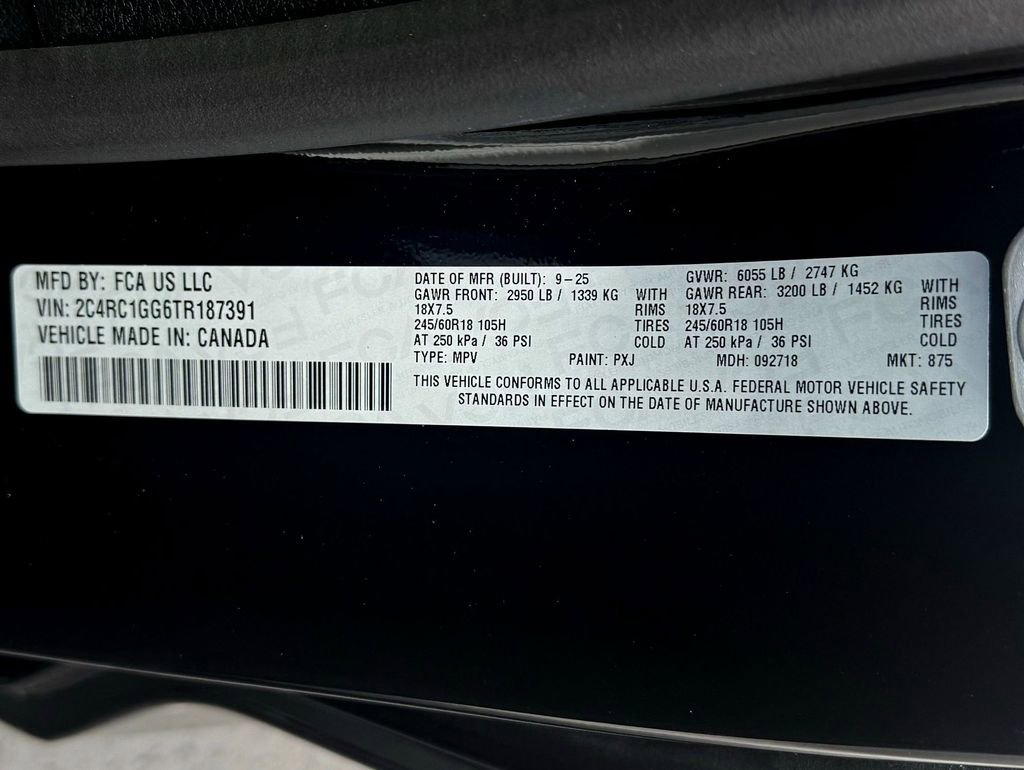 MFD BY: FCA US LLC
VIN: 2C4RC1GG6TR187391
VEHICLE MADE IN: CANADA
DATE OF MFR (BUILT): 9-25 GVWR: 6055 LB / 2747 KG
GAWR FRONT: 2950 LB / 1339 KG WITH GAWR REAR: 3200 LB / 1452 KG WITH
18X7.5 RIMS 18X7.5 RIMS
245/60R18 105H TIRES 245/60R18 105H TIRES
AT 250 kPa / 36 PSI COLD AT 250 kPa / 36 PSI COLD
TYPE: MPV PAINT: PXJ MDH: 092718 MKT: 875
THIS VEHICLE CONFORMS TO ALL APPLICABLE U.S.A. FEDERAL MOTOR VEHICLE SAFETY
STANDARDS IN EFFECT ON THE DATE OF MANUFACTURE SHOWN ABOVE.